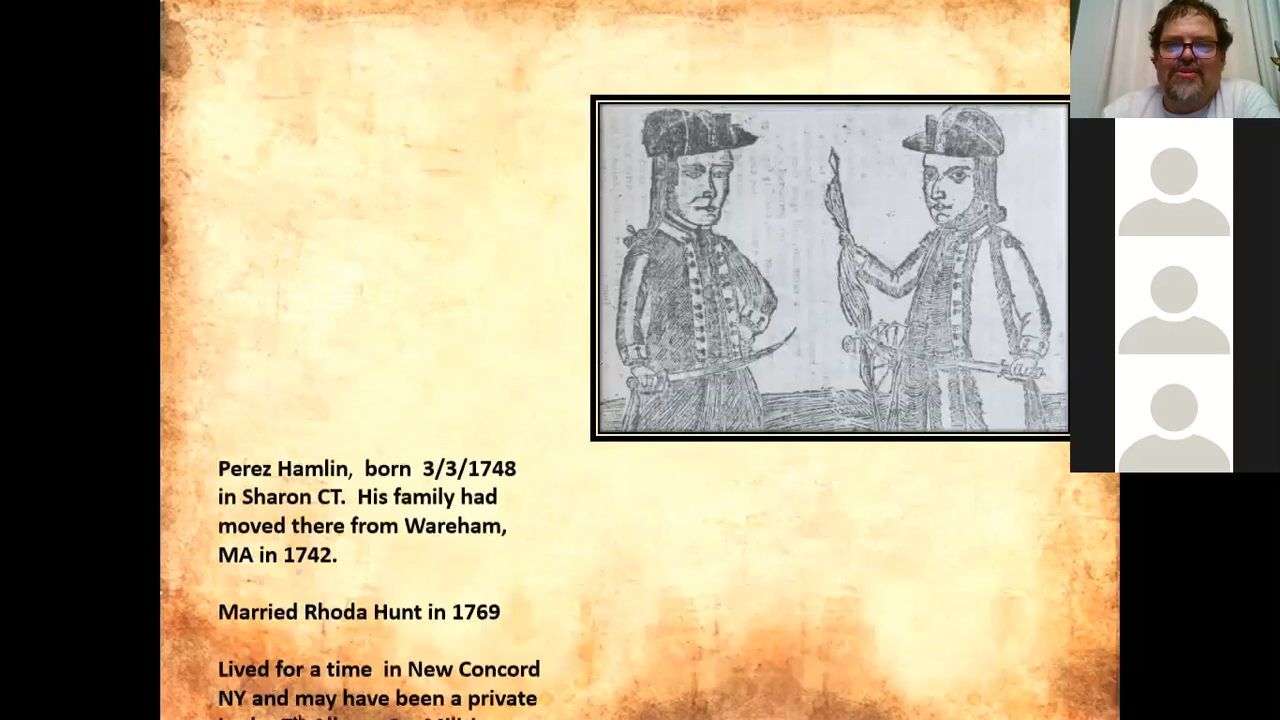 Perez Hamlin, born 3/3/1748
in Sharon CT. His family had
moved there from Wareham,
MA in 1742.
Married Rhoda Hunt in 1769
Lived for a time in New Concord
NY and may have been a private